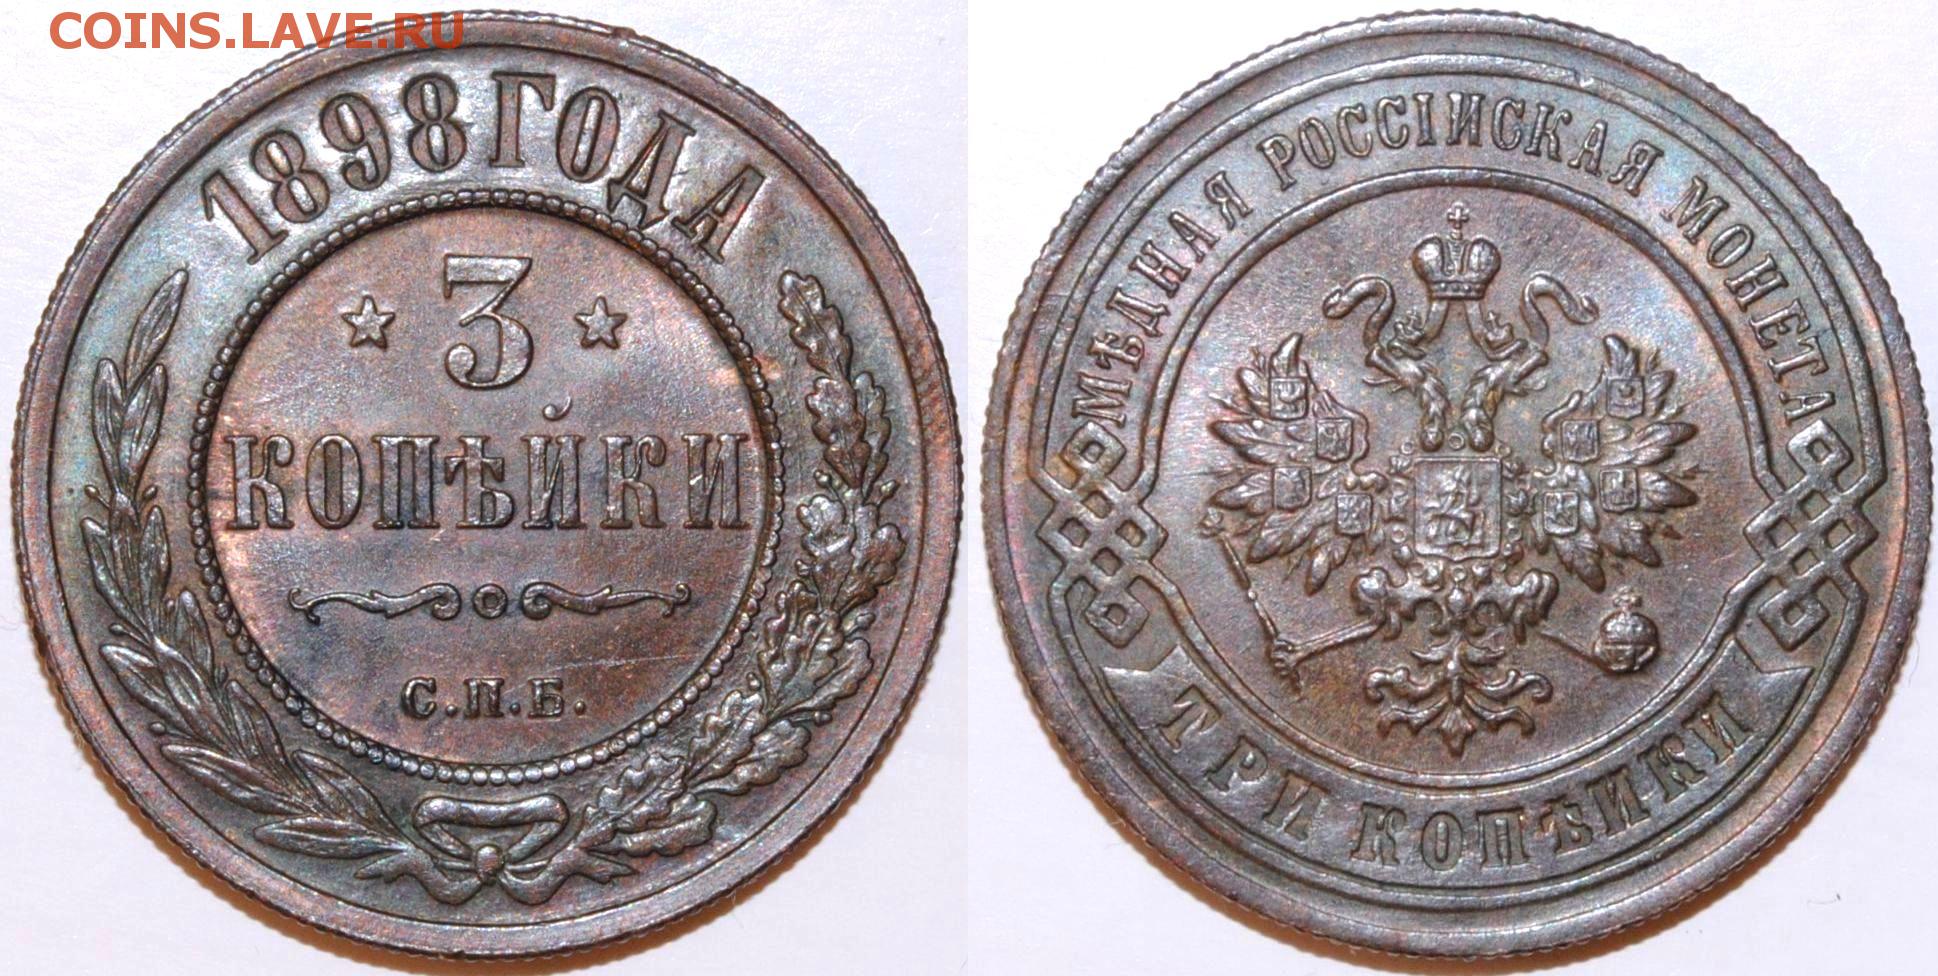 COINS.LAVE.RU
1898 ГОДА
3
КОПѢЙКИ
С.П.Б.
МѢДНАЯ РОССІЙСКАЯ МОНЕТА
ТРИ КОПѢЙКИ